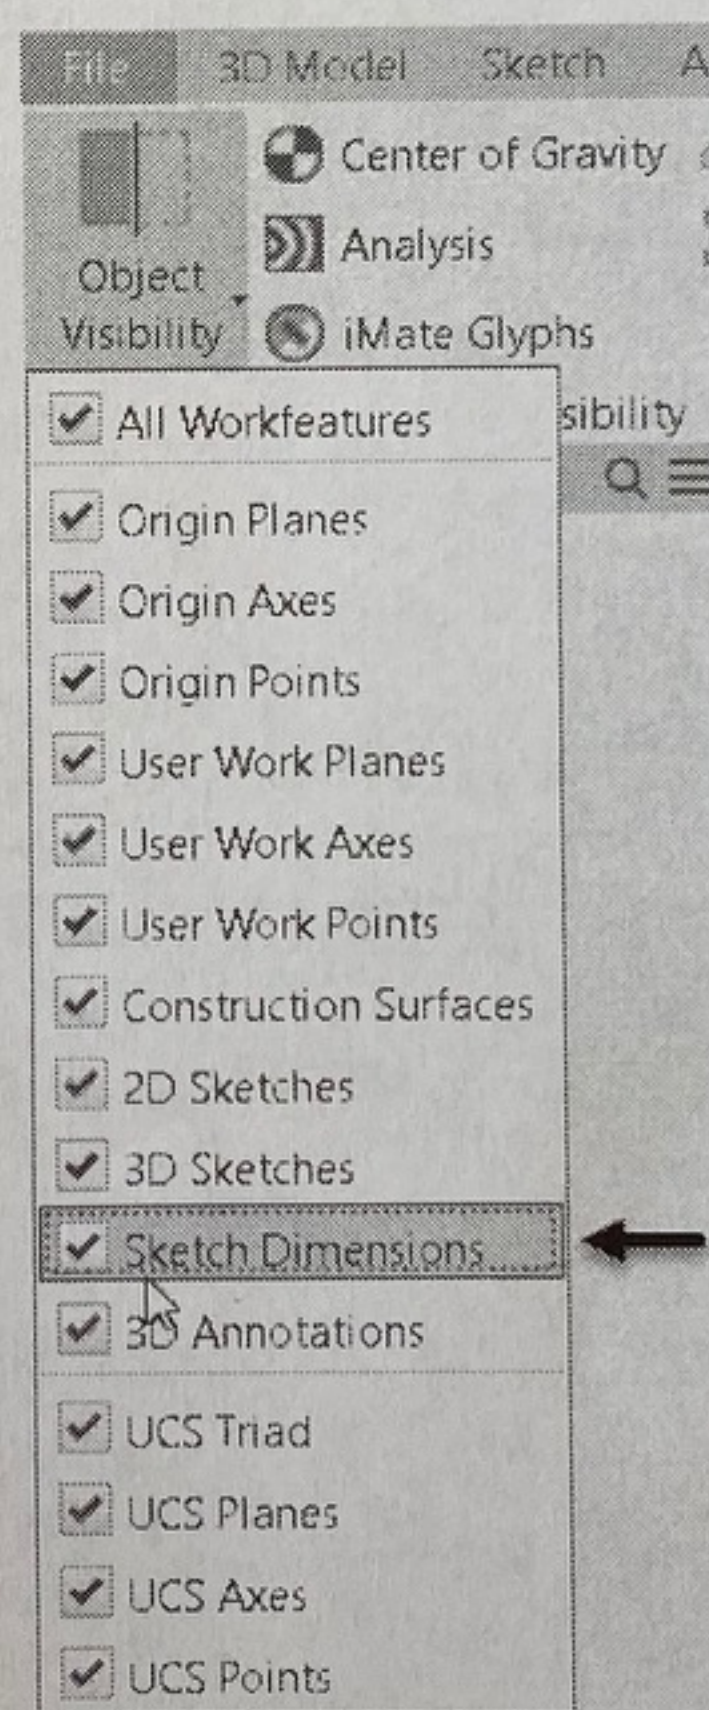 File 3D Model Sketch A
Center of Gravity
Analysis
Object
Visibility
iMate Glyphs
sibility
All Workfeatures
Origin Planes
Origin Axes
Origin Points
User Work Planes
User Work Axes
User Work Points
Construction Surfaces
2D Sketches
3D Sketches
Sketch Dimensions
3D Annotations
UCS Triad
UCS Planes
UCS Axes
UCS Points